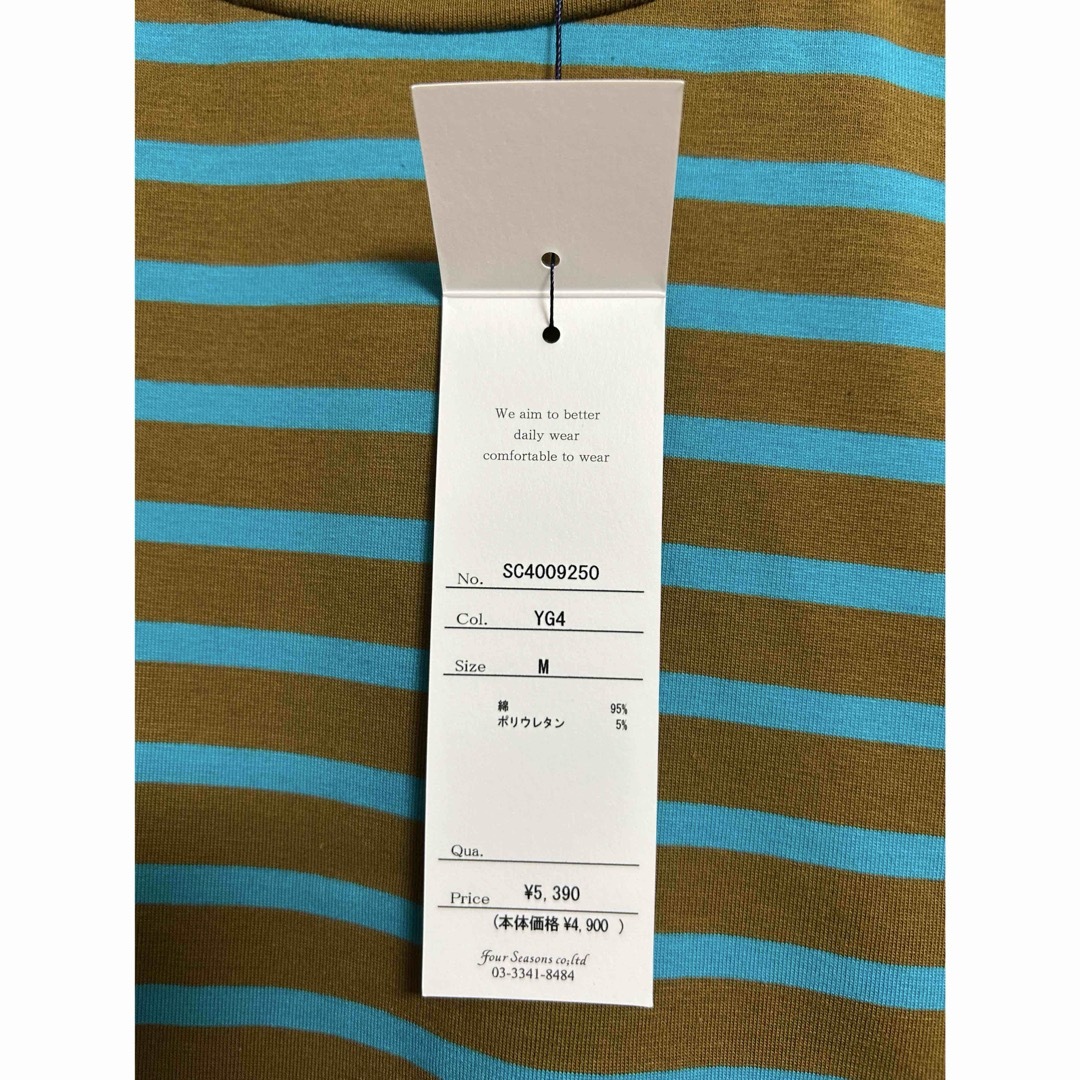 We aim to better
daily wear
comfortable to wear
No. SC4009250
Col. YG4
Size M
綿 95%
ポリウレタン 5%
Qua.
Price ¥5,390
(本体価格 ¥4,900 )
four Seasons co;ltd
03-3341-8484